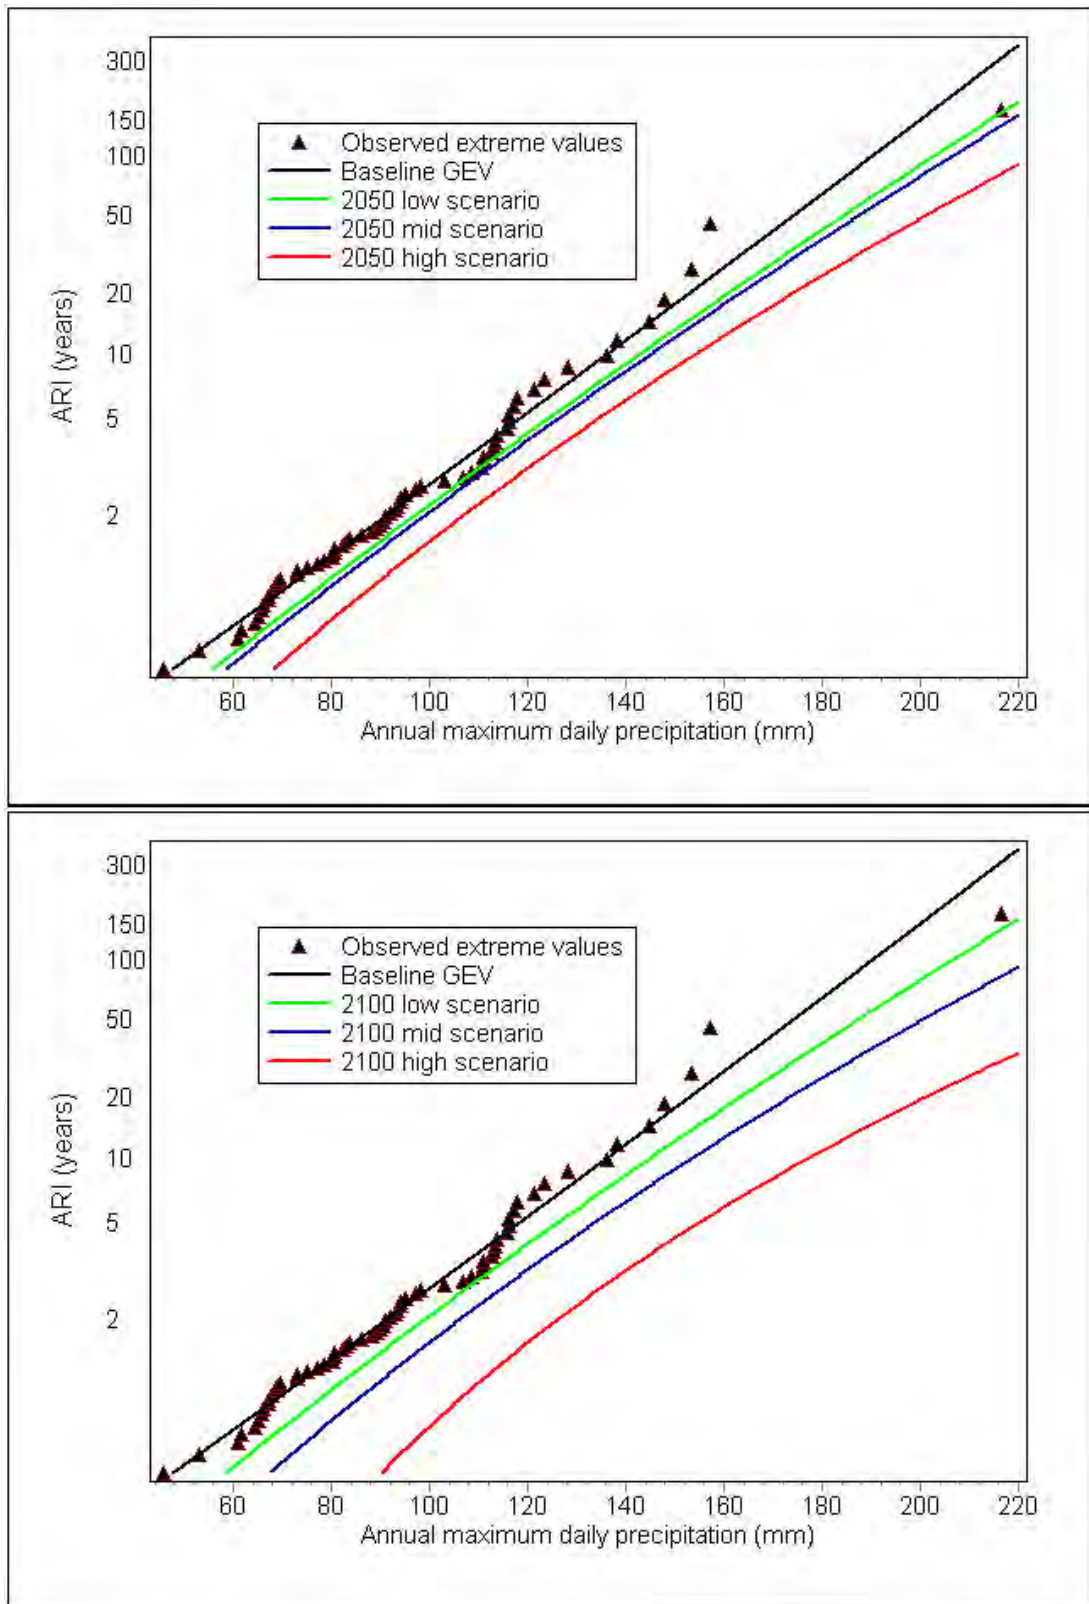 300
150
100
50
20
10
5
2
ARI (years)
Observed extreme values
Baseline GEV
2050 low scenario
2050 mid scenario
2050 high scenario
60 80 100 120 140 160 180 200 220
Annual maximum daily precipitation (mm)
300
150
100
50
20
10
5
2
ARI (years)
Observed extreme values
Baseline GEV
2100 low scenario
2100 mid scenario
2100 high scenario
60 80 100 120 140 160 180 200 220
Annual maximum daily precipitation (mm)